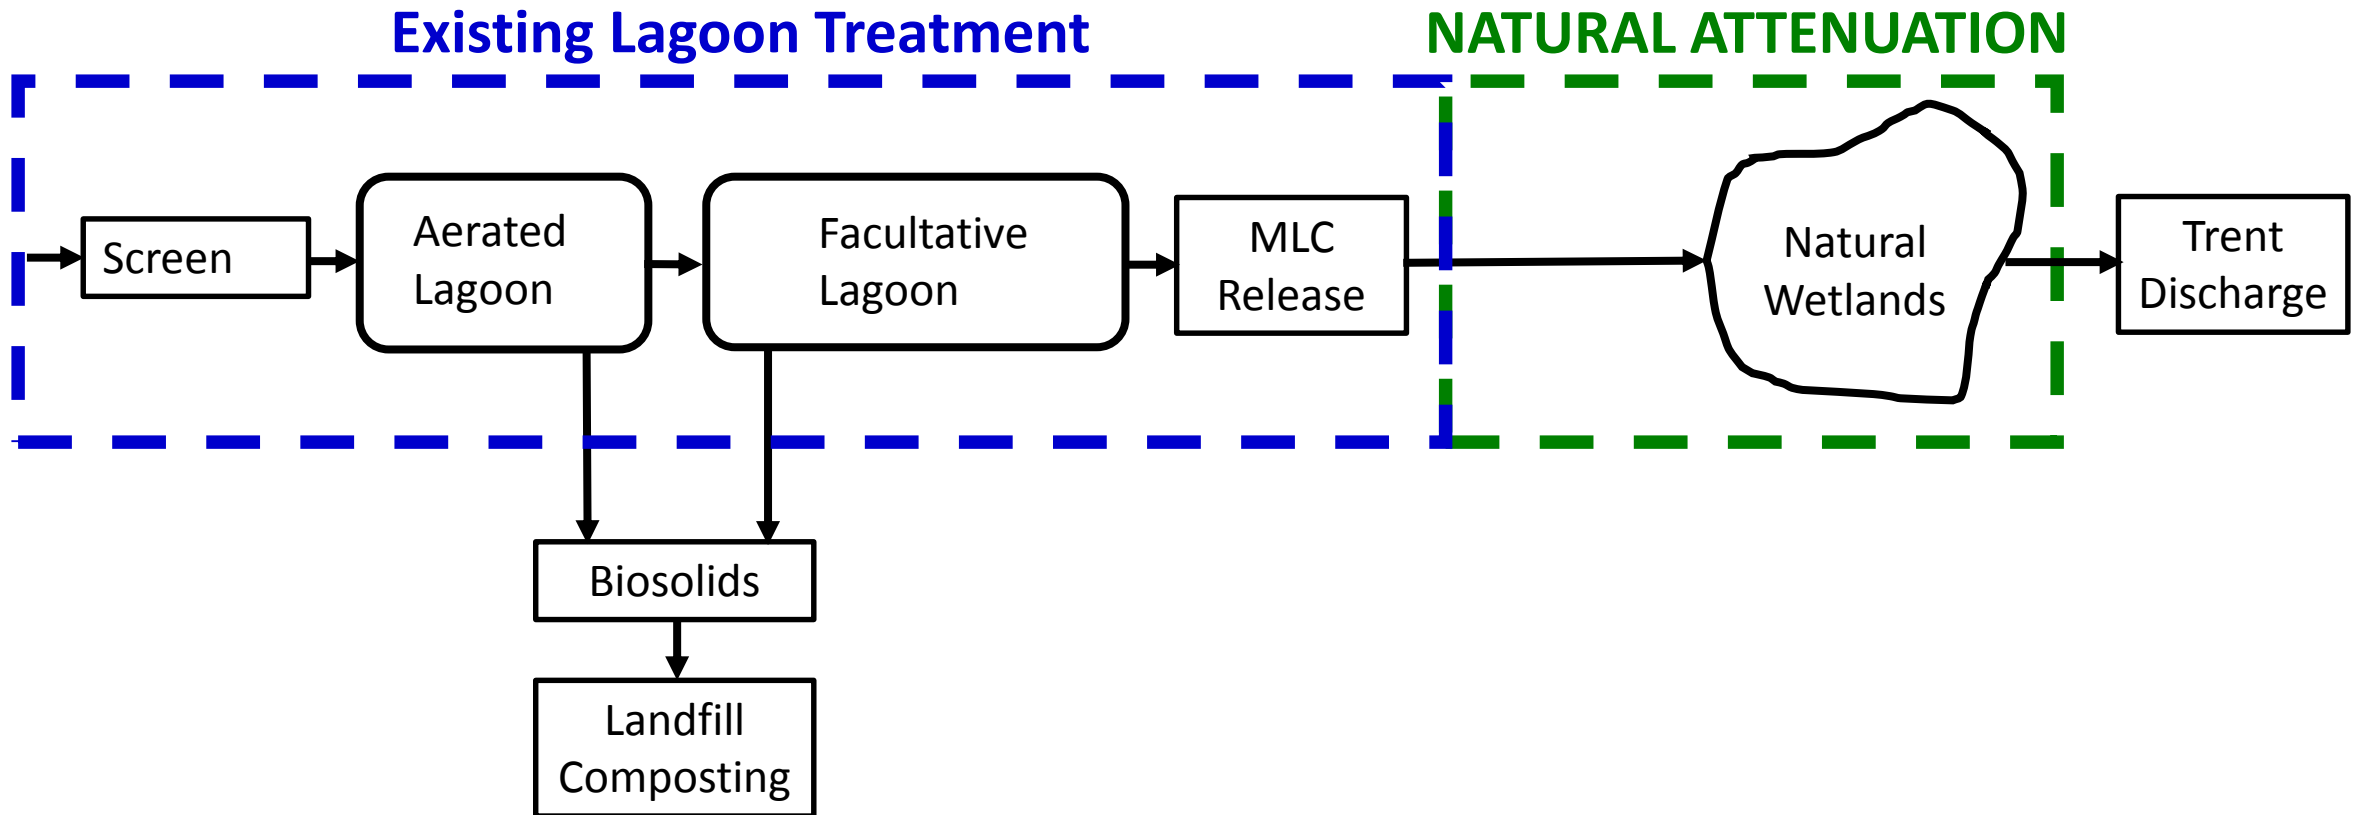 Existing Lagoon Treatment
NATURAL ATTENUATION
Screen
Aerated
Lagoon
Facultative
Lagoon
MLC
Release
Natural
Wetlands
Trent
Discharge
Biosolids
Landfill
Composting